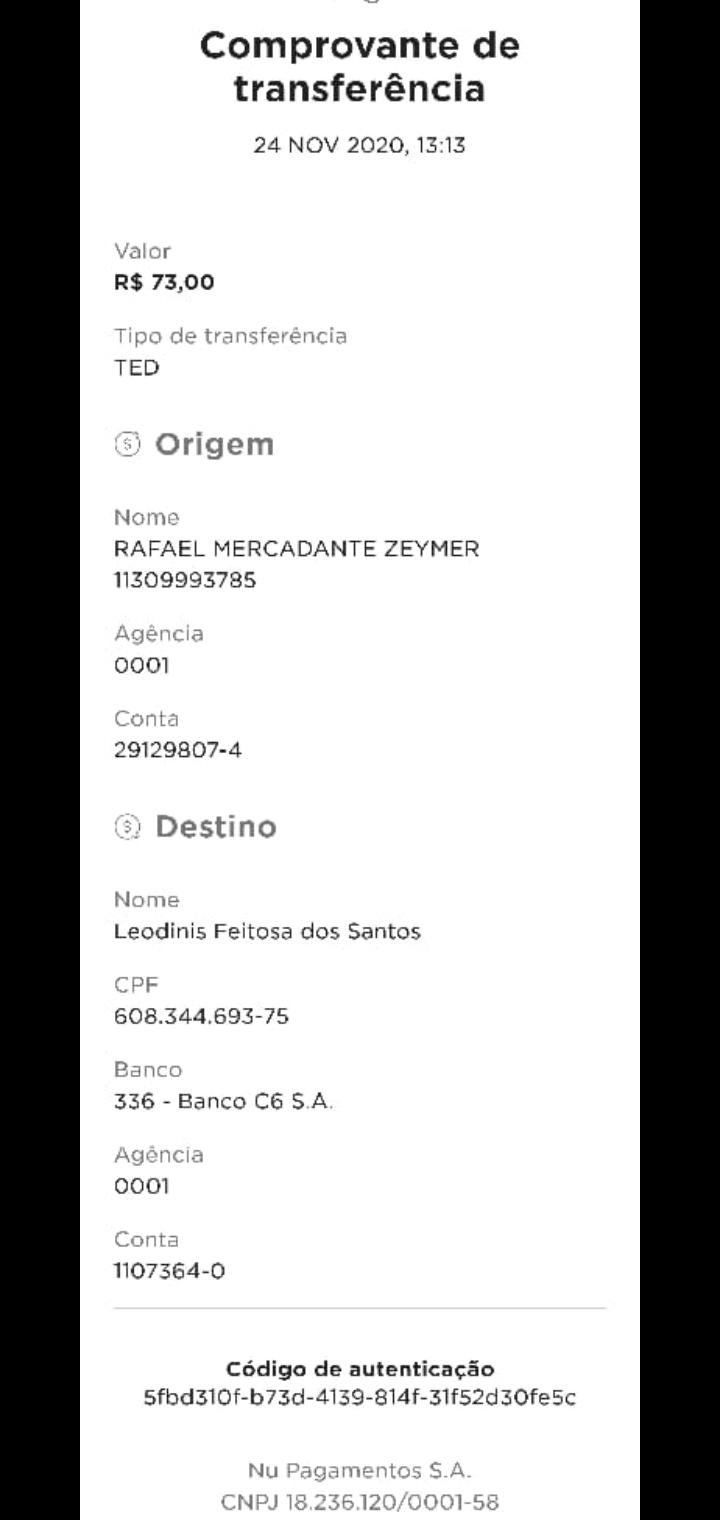 Comprovante de
transferência
24 NOV 2020, 13:13
Valor
R$ 73,00
Tipo de transferência
TED
Origem
Nome
RAFAEL MERCADANTE ZEYMER
11309993785
Agência
0001
Conta
29129807-4
Destino
Nome
Leodinis Feitosa dos Santos
CPF
608.344.693-75
Banco
336 - Banco C6 S.A.
Agência
0001
Conta
1107364-0
Código de autenticação
5fbd310f-b73d-4139-814f-31f52d30fe5c
Nu Pagamentos S.A.
CNPJ 18.236.120/0001-58